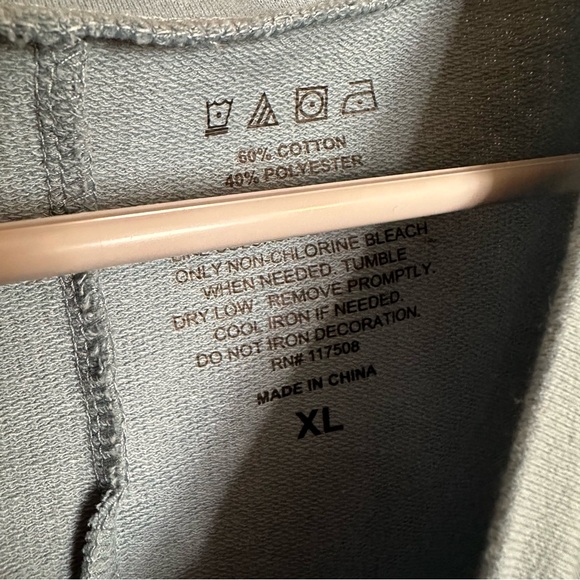 60% COTTON
40% POLYESTER
ONLY NON-CHLORINE BLEACH
WHEN NEEDED. TUMBLE
DRY LOW. REMOVE PROMPTLY.
COOL IRON IF NEEDED.
DO NOT IRON DECORATION.
RN# 117508
MADE IN CHINA
XL